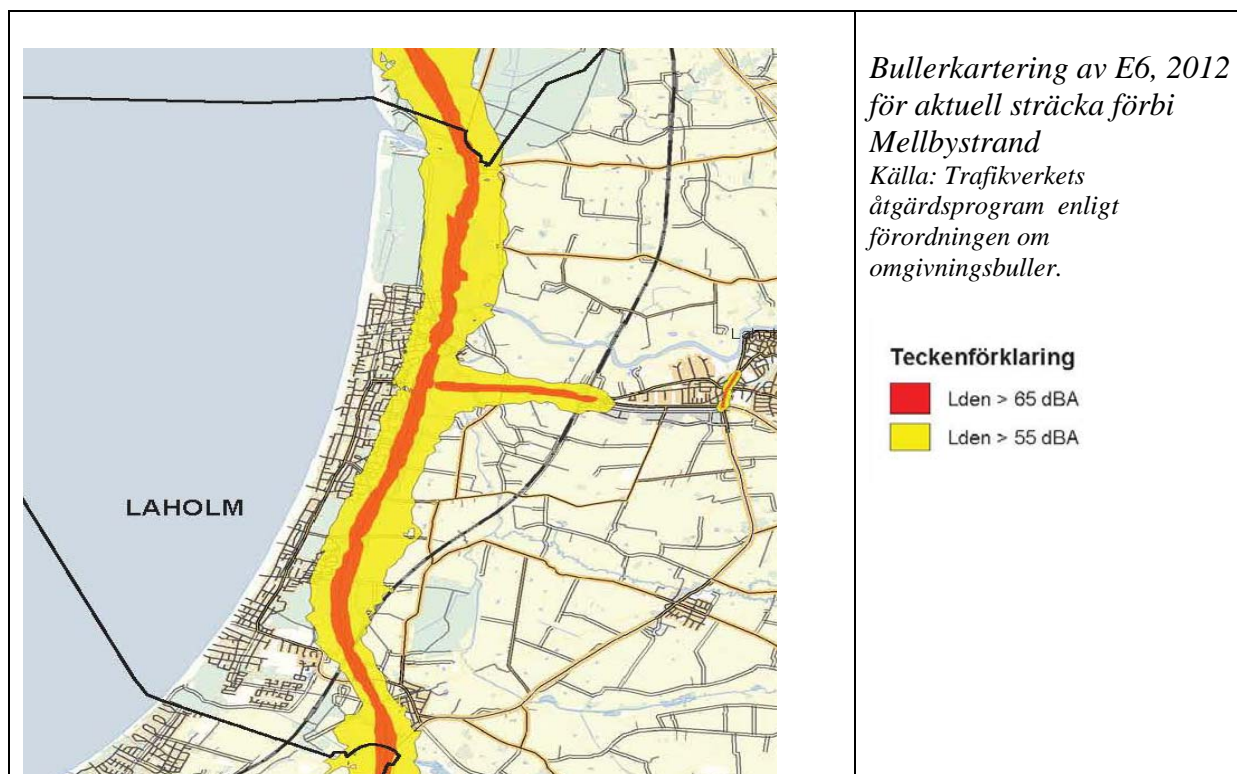 Bullerkartering av E6, 2012
för aktuell sträcka förbi
Mellbystrand
Källa: Trafikverkets
åtgärdsprogram enligt
förordningen om
omgivningsbuller.
Teckenförklaring
Lden > 65 dBA
Lden > 55 dBA
LAHOLM